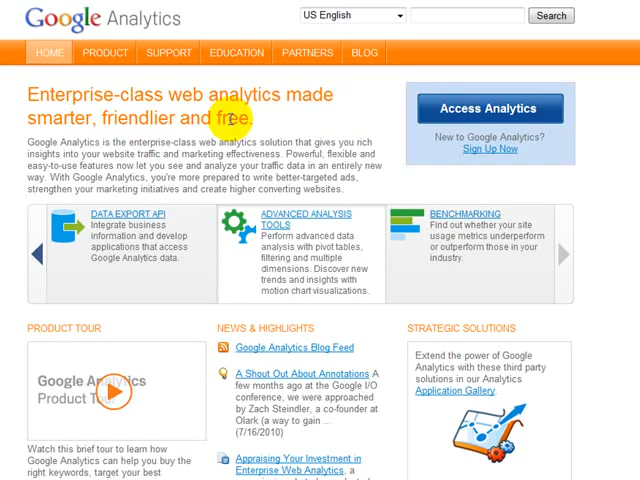 Google Analytics
US English
Search
HOME
PRODUCT
SUPPORT
EDUCATION
PARTNERS
BLOG
Enterprise-class web analytics made
smarter, friendlier and free.
Google Analytics is the enterprise-class web analytics solution that gives you rich
insights into your website traffic and marketing effectiveness. Powerful, flexible and
easy-to-use features now let you see and analyze your traffic data in an entirely new
way. With Google Analytics, you're more prepared to write better-targeted ads,
strengthen your marketing initiatives and create higher converting websites.
Access Analytics
New to Google Analytics?
Sign Up Now
DATA EXPORT API
Integrate business
information and develop
applications that access
Google Analytics data.
ADVANCED ANALYSIS
TOOLS
Perform advanced data
analysis with pivot tables,
filtering and multiple
dimensions. Discover new
trends and insights with
motion chart visualizations.
BENCHMARKING
Find out whether your site
usage metrics underperform
or outperform those in your
industry.
PRODUCT TOUR
Google Analytics
Product Tour
Watch this brief tour to learn how
Google Analytics can help you buy the
right keywords, target your best
NEWS & HIGHLIGHTS
Google Analytics Blog Feed
A Shout Out About Annotations A
few months ago at the Google I/O
conference, we were approached
by Zach Steindler, a co-founder at
Olark (a way to gain ...
(7/16/2010)
Appraising Your Investment in
Enterprise Web Analytics, a
STRATEGIC SOLUTIONS
Extend the power of Google
Analytics with these third party
solutions in our Analytics
Application Gallery.